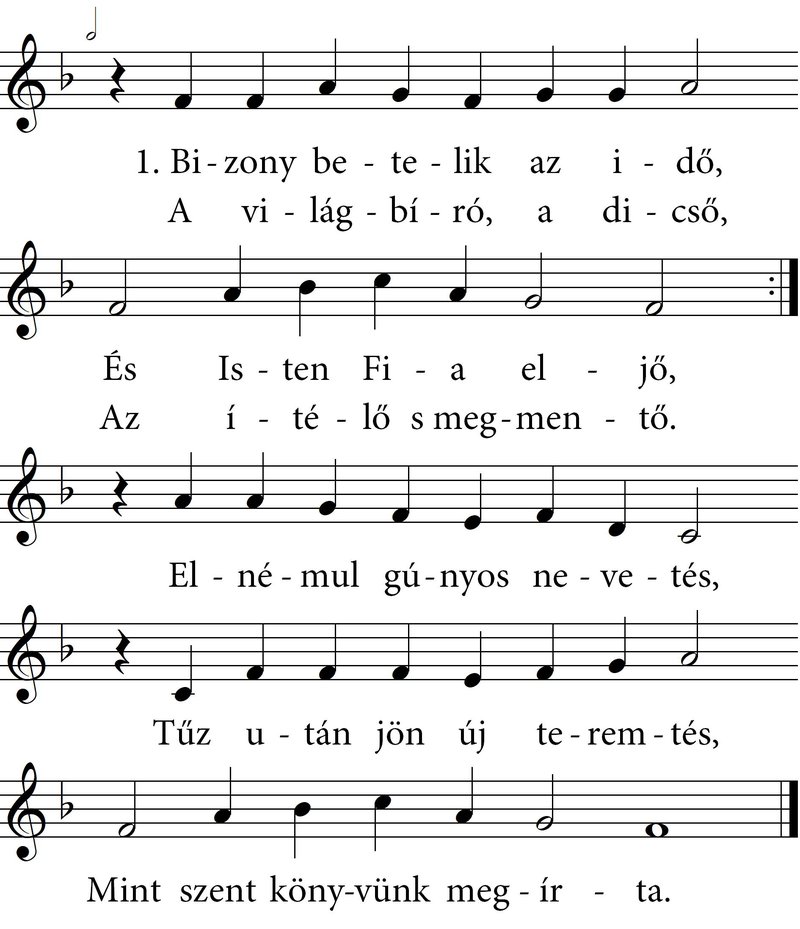 1. Bi - zony be - te - lik az i - dő,
A vi - lág - bí - ró, a di - cső,
És Is - ten Fi - a el - jő,
Az í - té - lő s meg - men - tő.
El - né - mul gú - nyos ne - ve - tés,
Tűz u - tán jön új te - rem - tés,
Mint szent köny - vünk meg - ír - ta.